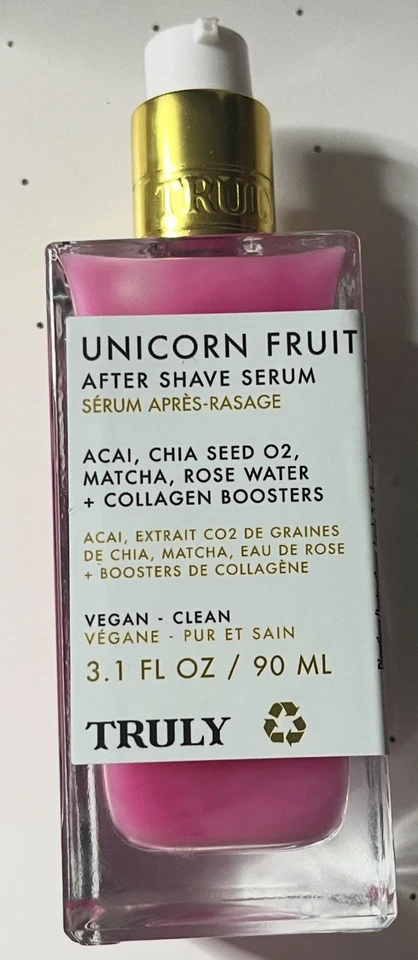 TRULY
UNICORN FRUIT
AFTER SHAVE SERUM
SÉRUM APRÈS-RASAGE
ACAI, CHIA SEED O2,
MATCHA, ROSE WATER
+ COLLAGEN BOOSTERS
ACAI, EXTRAIT CO2 DE GRAINES
DE CHIA, MATCHA, EAU DE ROSE
+ BOOSTERS DE COLLAGÈNE
VEGAN - CLEAN
VÉGANE - PUR ET SAIN
3.1 FL OZ / 90 ML
TRULY